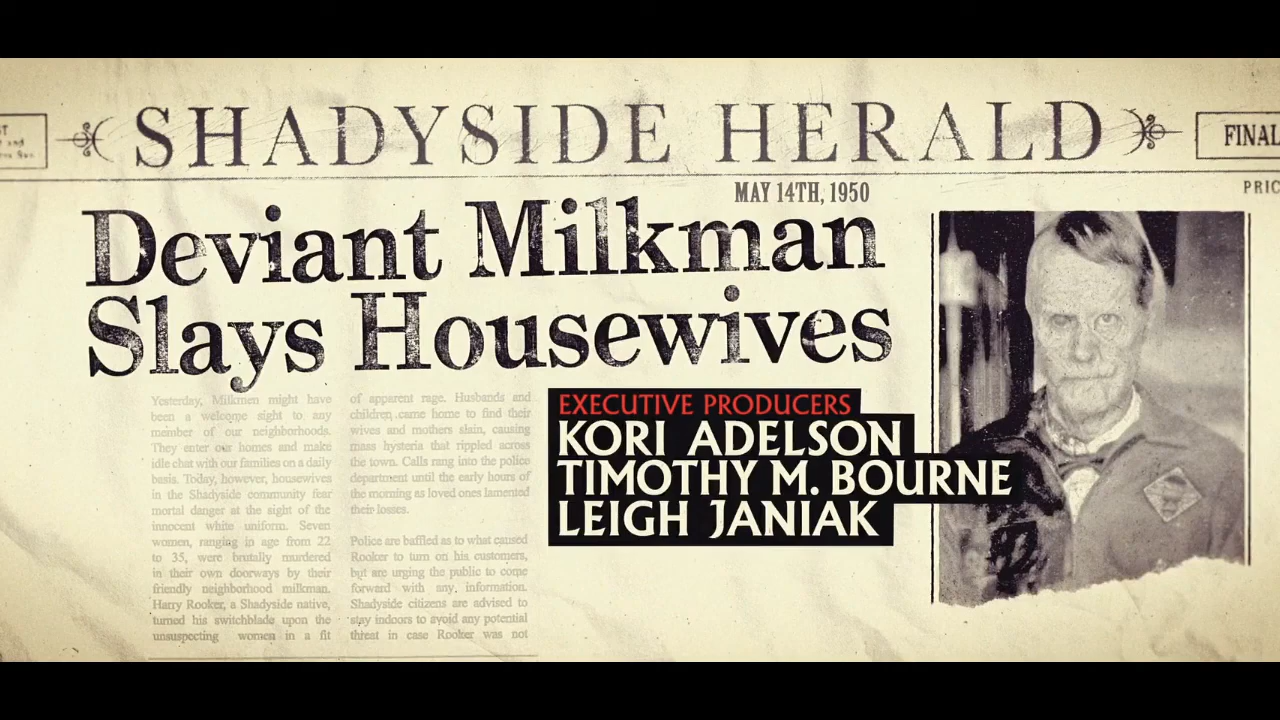 SHADYSIDE HERALD
FINAL
PRIC
MAY 14TH, 1950
Deviant Milkman
Slays Housewives
Yesterday, Milkmen might have
been a welcome sight to any
member of our neighborhoods.
They enter our homes and make
idle chat with our families on a daily
basis. Today, however, housewives
in the Shadyside community fear
mortal danger at the sight of the
innocent white uniform. Seven
women, ranging in age from 22
to 35, were brutally murdered
in their own doorways by their
friendly neighborhood milkman.
Harry Rooker, a Shadyside native,
turned his switchblade upon the
unsuspecting women in a fit
of apparent rage. Husbands and
children came home to find their
wives and mothers slain, causing
mass hysteria that rippled across
the town. Calls rang into the police
department until the early hours of
the morning as loved ones lamented
their losses.
Police are baffled as to what caused
Rooker to turn on his customers,
but are urging the public to come
forward with any information.
Shadyside citizens are advised to
stay indoors to avoid any potential
threat in case Rooker was not
EXECUTIVE PRODUCERS
KORI ADELSON
TIMOTHY M. BOURNE
LEIGH JANIAK